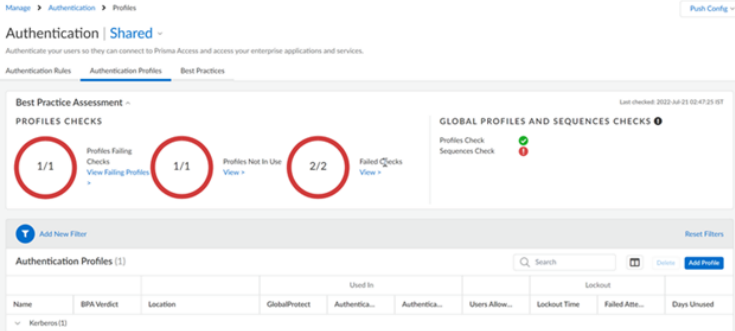 Manage > Authentication > Profiles
Push Config
Authentication | Shared
Authenticate your users so they can connect to Prisma Access and access your enterprise applications and services.
Authentication Rules Authentication Profiles Best Practices
Best Practice Assessment
Last checked: 2022-Jul-21 02:47:25 IST
PROFILES CHECKS
1/1
Profiles Failing
Checks
View Failing Profiles
>
1/1
Profiles Not In Use
View >
2/2
Failed Checks
View >
GLOBAL PROFILES AND SEQUENCES CHECKS
Profiles Check
Sequences Check
Add New Filter
Reset Filters
Authentication Profiles (1)
Search
Delete
Add Profile
Used In Lockout
Name BPA Verdict Location GlobalProtect Authentica... Authentica... Users Allow... Lockout Time Failed Atte... Days Unused
Kerberos (1)